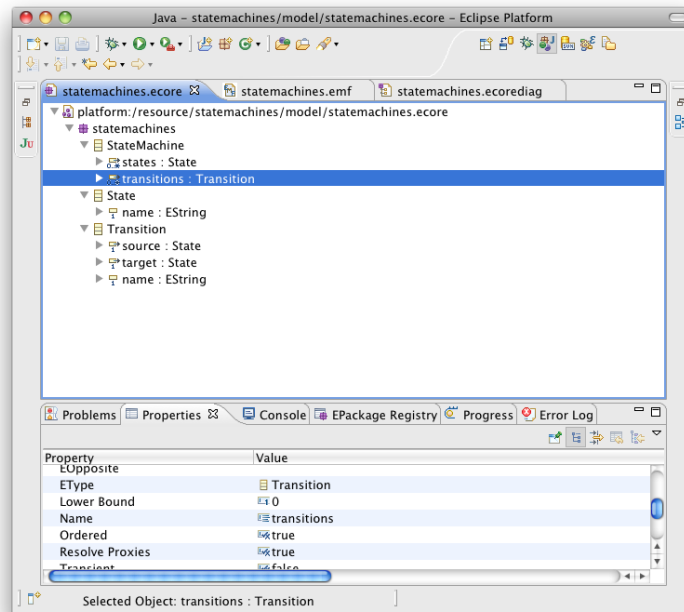 Java – statemachines/model/statemachines.ecore – Eclipse Platform
statemachines.ecore statemachines.emf statemachines.ecorediag
platform:/resource/statemachines/model/statemachines.ecore
statemachines
StateMachine
states : State
transitions : Transition
State
name : EString
Transition
source : State
target : State
name : EString
Ju
Problems Properties Console EPackage Registry Progress Error Log
Property Value
EOpposite
EType Transition
Lower Bound 0
Name transitions
Ordered true
Resolve Proxies true
Transient false
Selected Object: transitions : Transition